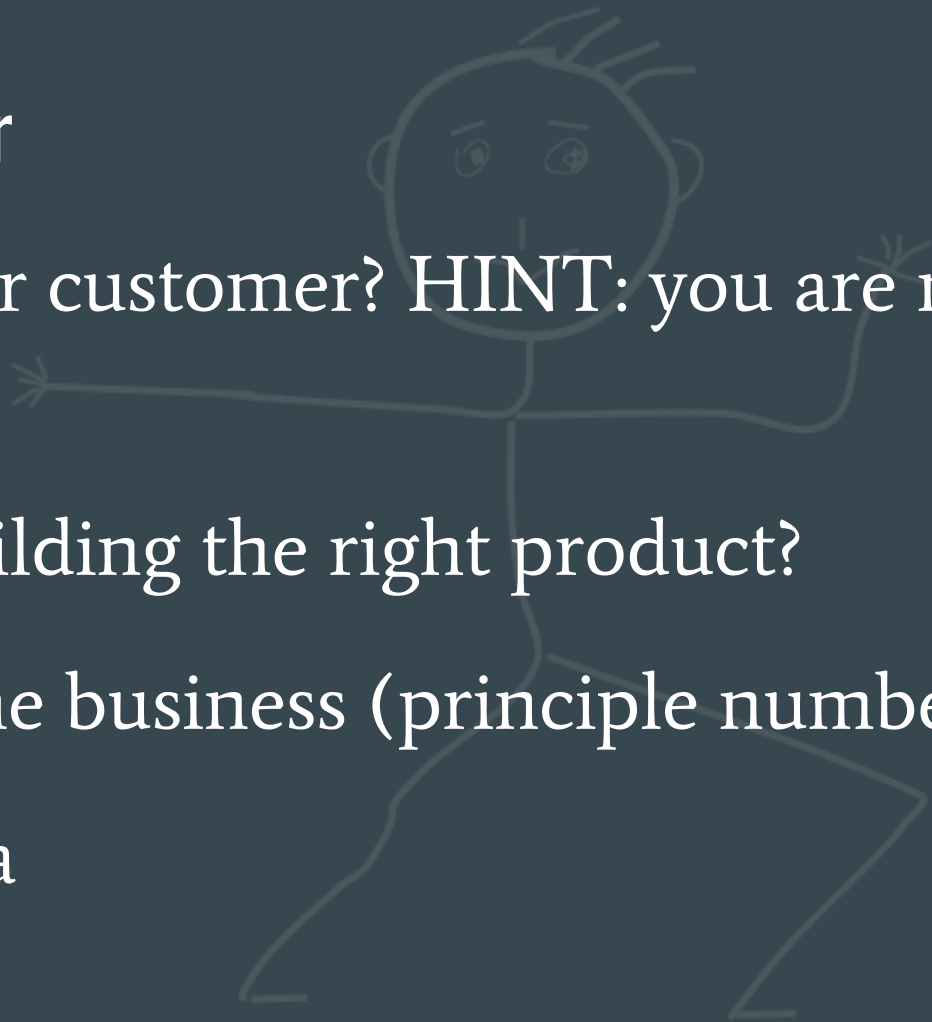 r
r customer? HINT: you are
ilding the right product?
e business (principle numbe
a